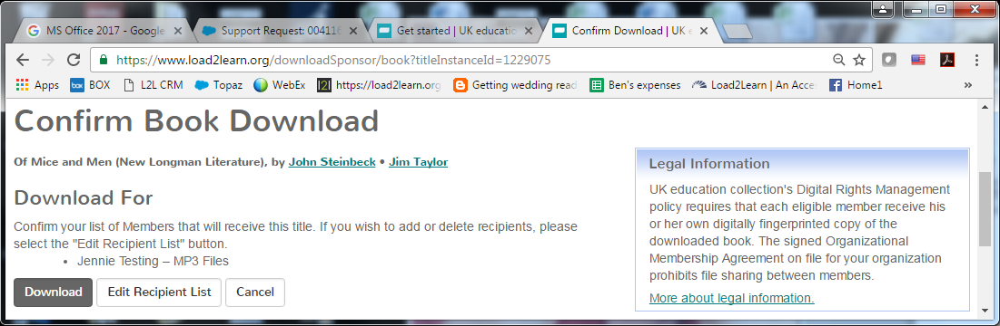 MS Office 2017 - Google
Support Request: 00411
Get started | UK educatio
Confirm Download | UK e
https://www.load2learn.org/downloadSponsor/book?titleInstanceId=1229075
Apps
box BOX
L2L CRM
Topaz
WebEx
l2l https://load2learn.org
Getting wedding read
Ben's expenses
Load2Learn | An Acce
Home1
»
Confirm Book Download
Of Mice and Men (New Longman Literature), by John Steinbeck • Jim Taylor
Download For
Confirm your list of Members that will receive this title. If you wish to add or delete recipients, please
select the "Edit Recipient List" button.
• Jennie Testing – MP3 Files
Download
Edit Recipient List
Cancel
Legal Information
UK education collection's Digital Rights Management
policy requires that each eligible member receive his
or her own digitally fingerprinted copy of the
downloaded book. The signed Organizational
Membership Agreement on file for your organization
prohibits file sharing between members.
More about legal information.